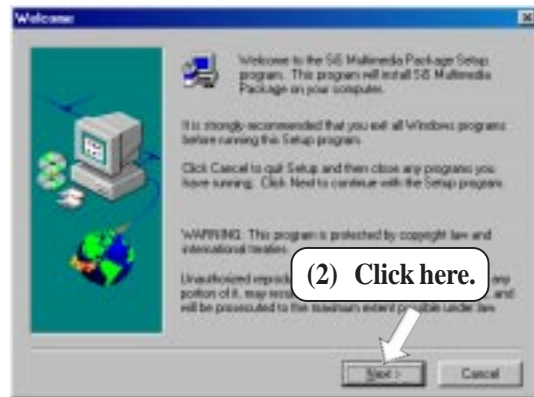 Welcome
Welcome to the SiS Multimedia Package Setup
program. This program will install SiS Multimedia
Package on your computer.
It is strongly recommended that you exit all Windows programs
before running this Setup program.
Click Cancel to quit Setup and then close any programs you
have running. Click Next to continue with the Setup program.
WARNING: This program is protected by copyright law and
international treaties.
Unauthorized any
portion of it, may and
will be prosecuted to the maximum extent possible under law.
(2) Click here.
Next >
Cancel